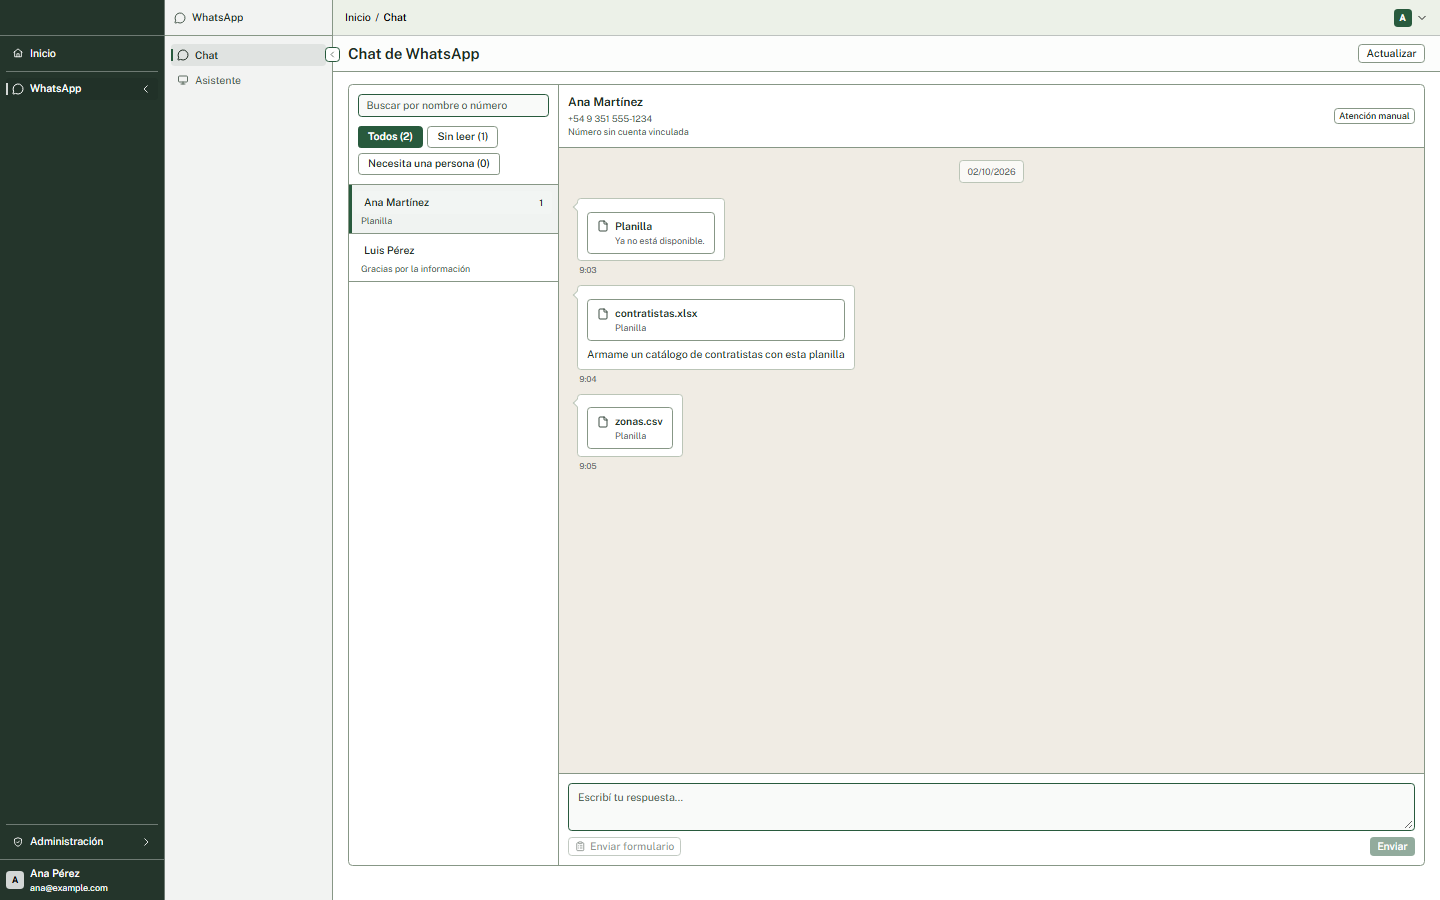 Inicio
WhatsApp
Administración
A
Ana Pérez
ana@example.com
WhatsApp
Chat
Asistente
Inicio / Chat
A
Chat de WhatsApp
Actualizar
Buscar por nombre o número
Todos (2)
Sin leer (1)
Necesita una persona (0)
Ana Martínez
1
Planilla
Luis Pérez
Gracias por la información
Ana Martínez
+54 9 351 555-1234
Número sin cuenta vinculada
Atención manual
02/10/2026
Planilla
Ya no está disponible.
9:03
contratistas.xlsx
Planilla
Armame un catálogo de contratistas con esta planilla
9:04
zonas.csv
Planilla
9:05
Escribí tu respuesta...
Enviar formulario
Enviar